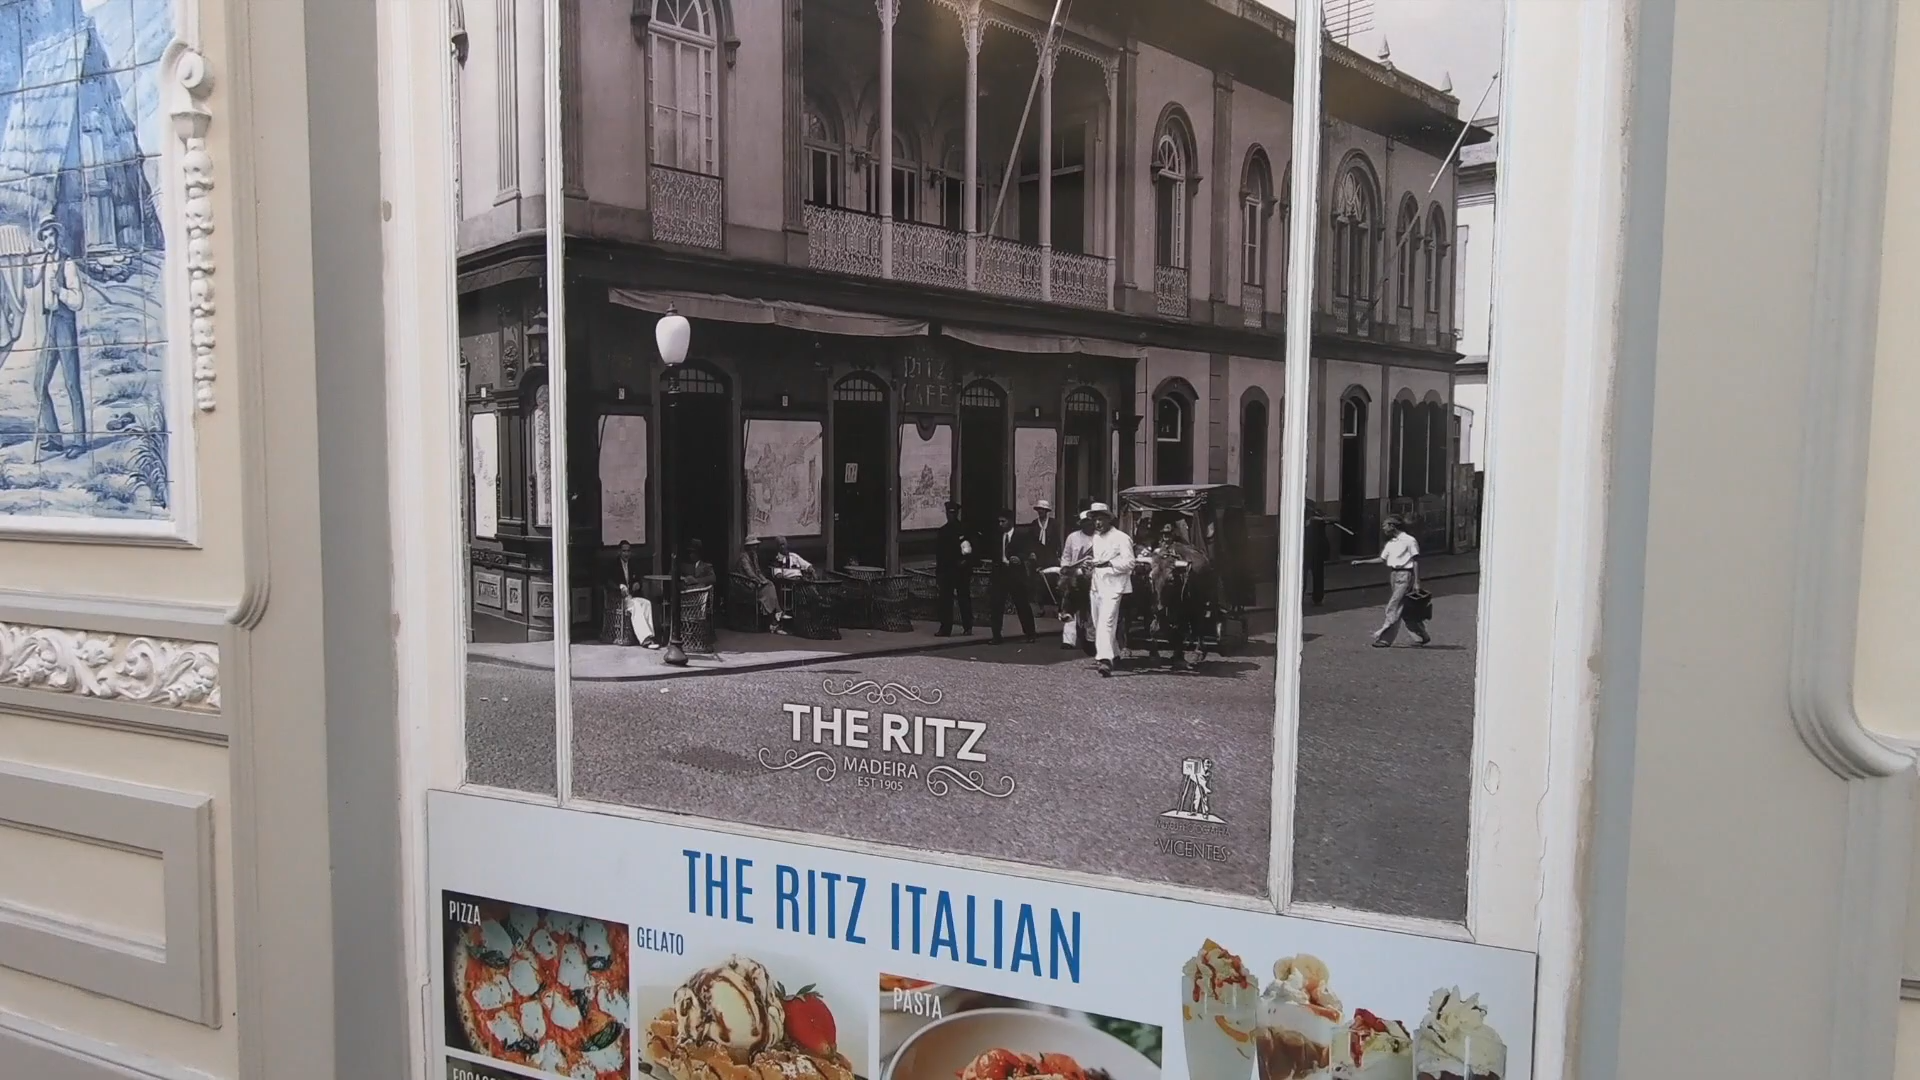 RITZ
CAFE
THE RITZ
MADEIRA
EST 1905
VICENTES
THE RITZ ITALIAN
PIZZA
GELATO
PASTA